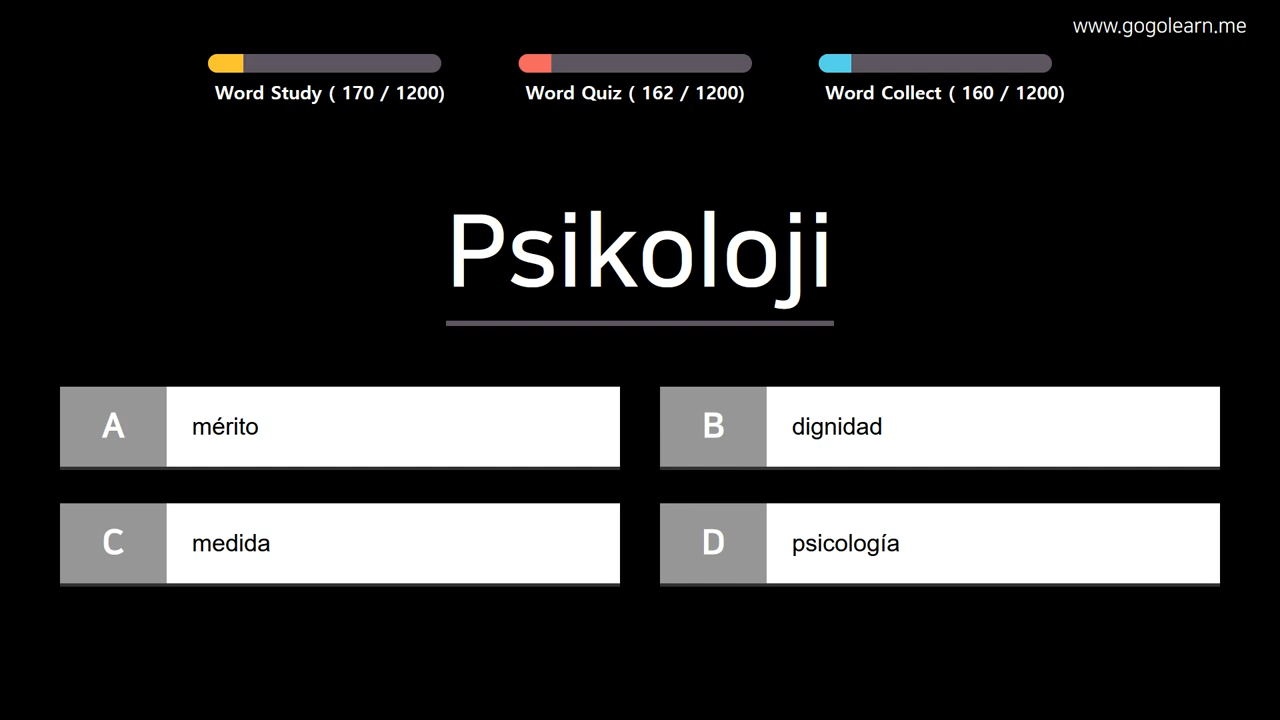 www.gogolearn.me
Word Study ( 170 / 1200)
Word Quiz ( 162 / 1200)
Word Collect ( 160 / 1200)
Psikoloji
A mérito
B dignidad
C medida
D psicología